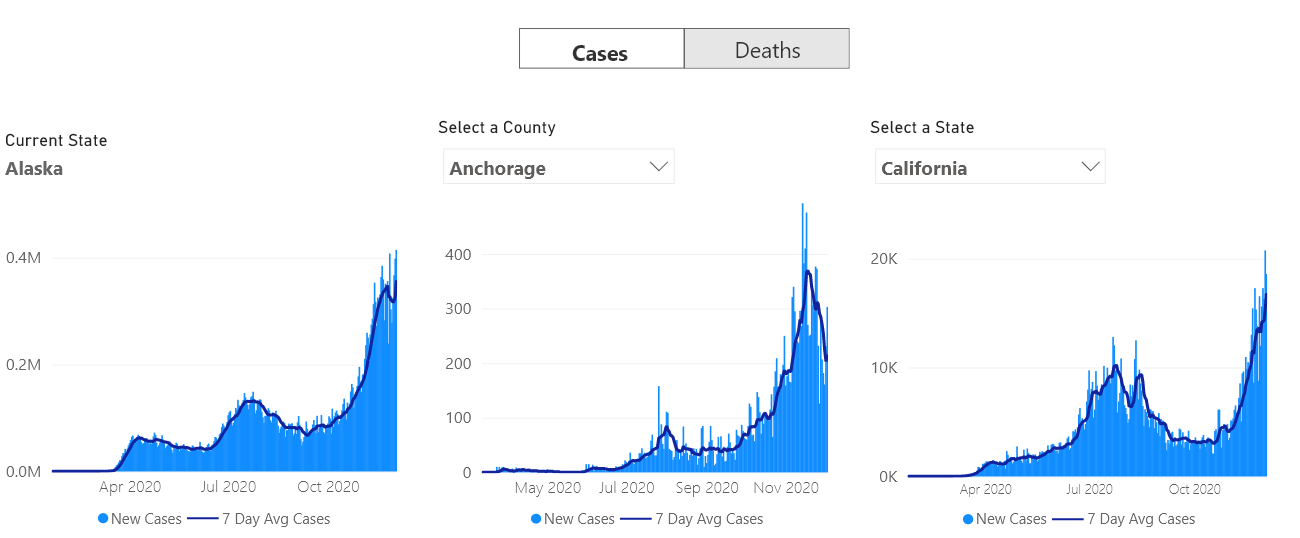 Cases Deaths
Current State
Alaska
0.4M
0.2M
0.0M
Apr 2020 Jul 2020 Oct 2020
New Cases 7 Day Avg Cases
Select a County
Anchorage
400
300
200
100
0
May 2020 Jul 2020 Sep 2020 Nov 2020
New Cases 7 Day Avg Cases
Select a State
California
20K
10K
0K
Apr 2020 Jul 2020 Oct 2020
New Cases 7 Day Avg Cases